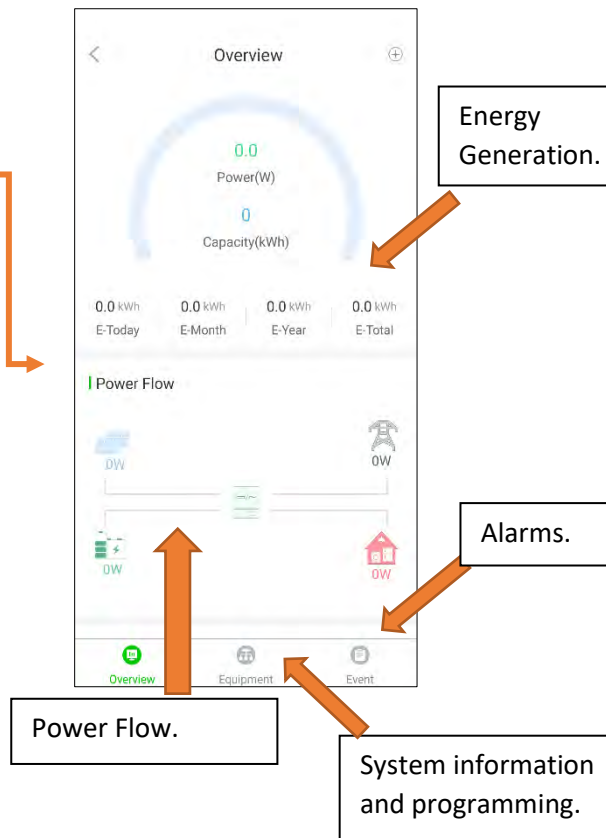 Overview
Energy
Generation.
0.0
Power(W)
0
Capacity(kWh)
0.0 kWh 0.0 kWh 0.0 kWh 0.0 kWh
E-Today E-Month E-Year E-Total
Power Flow
0W 0W
0W 0W
Alarms.
Overview Equipment Event
Power Flow.
System information
and programming.